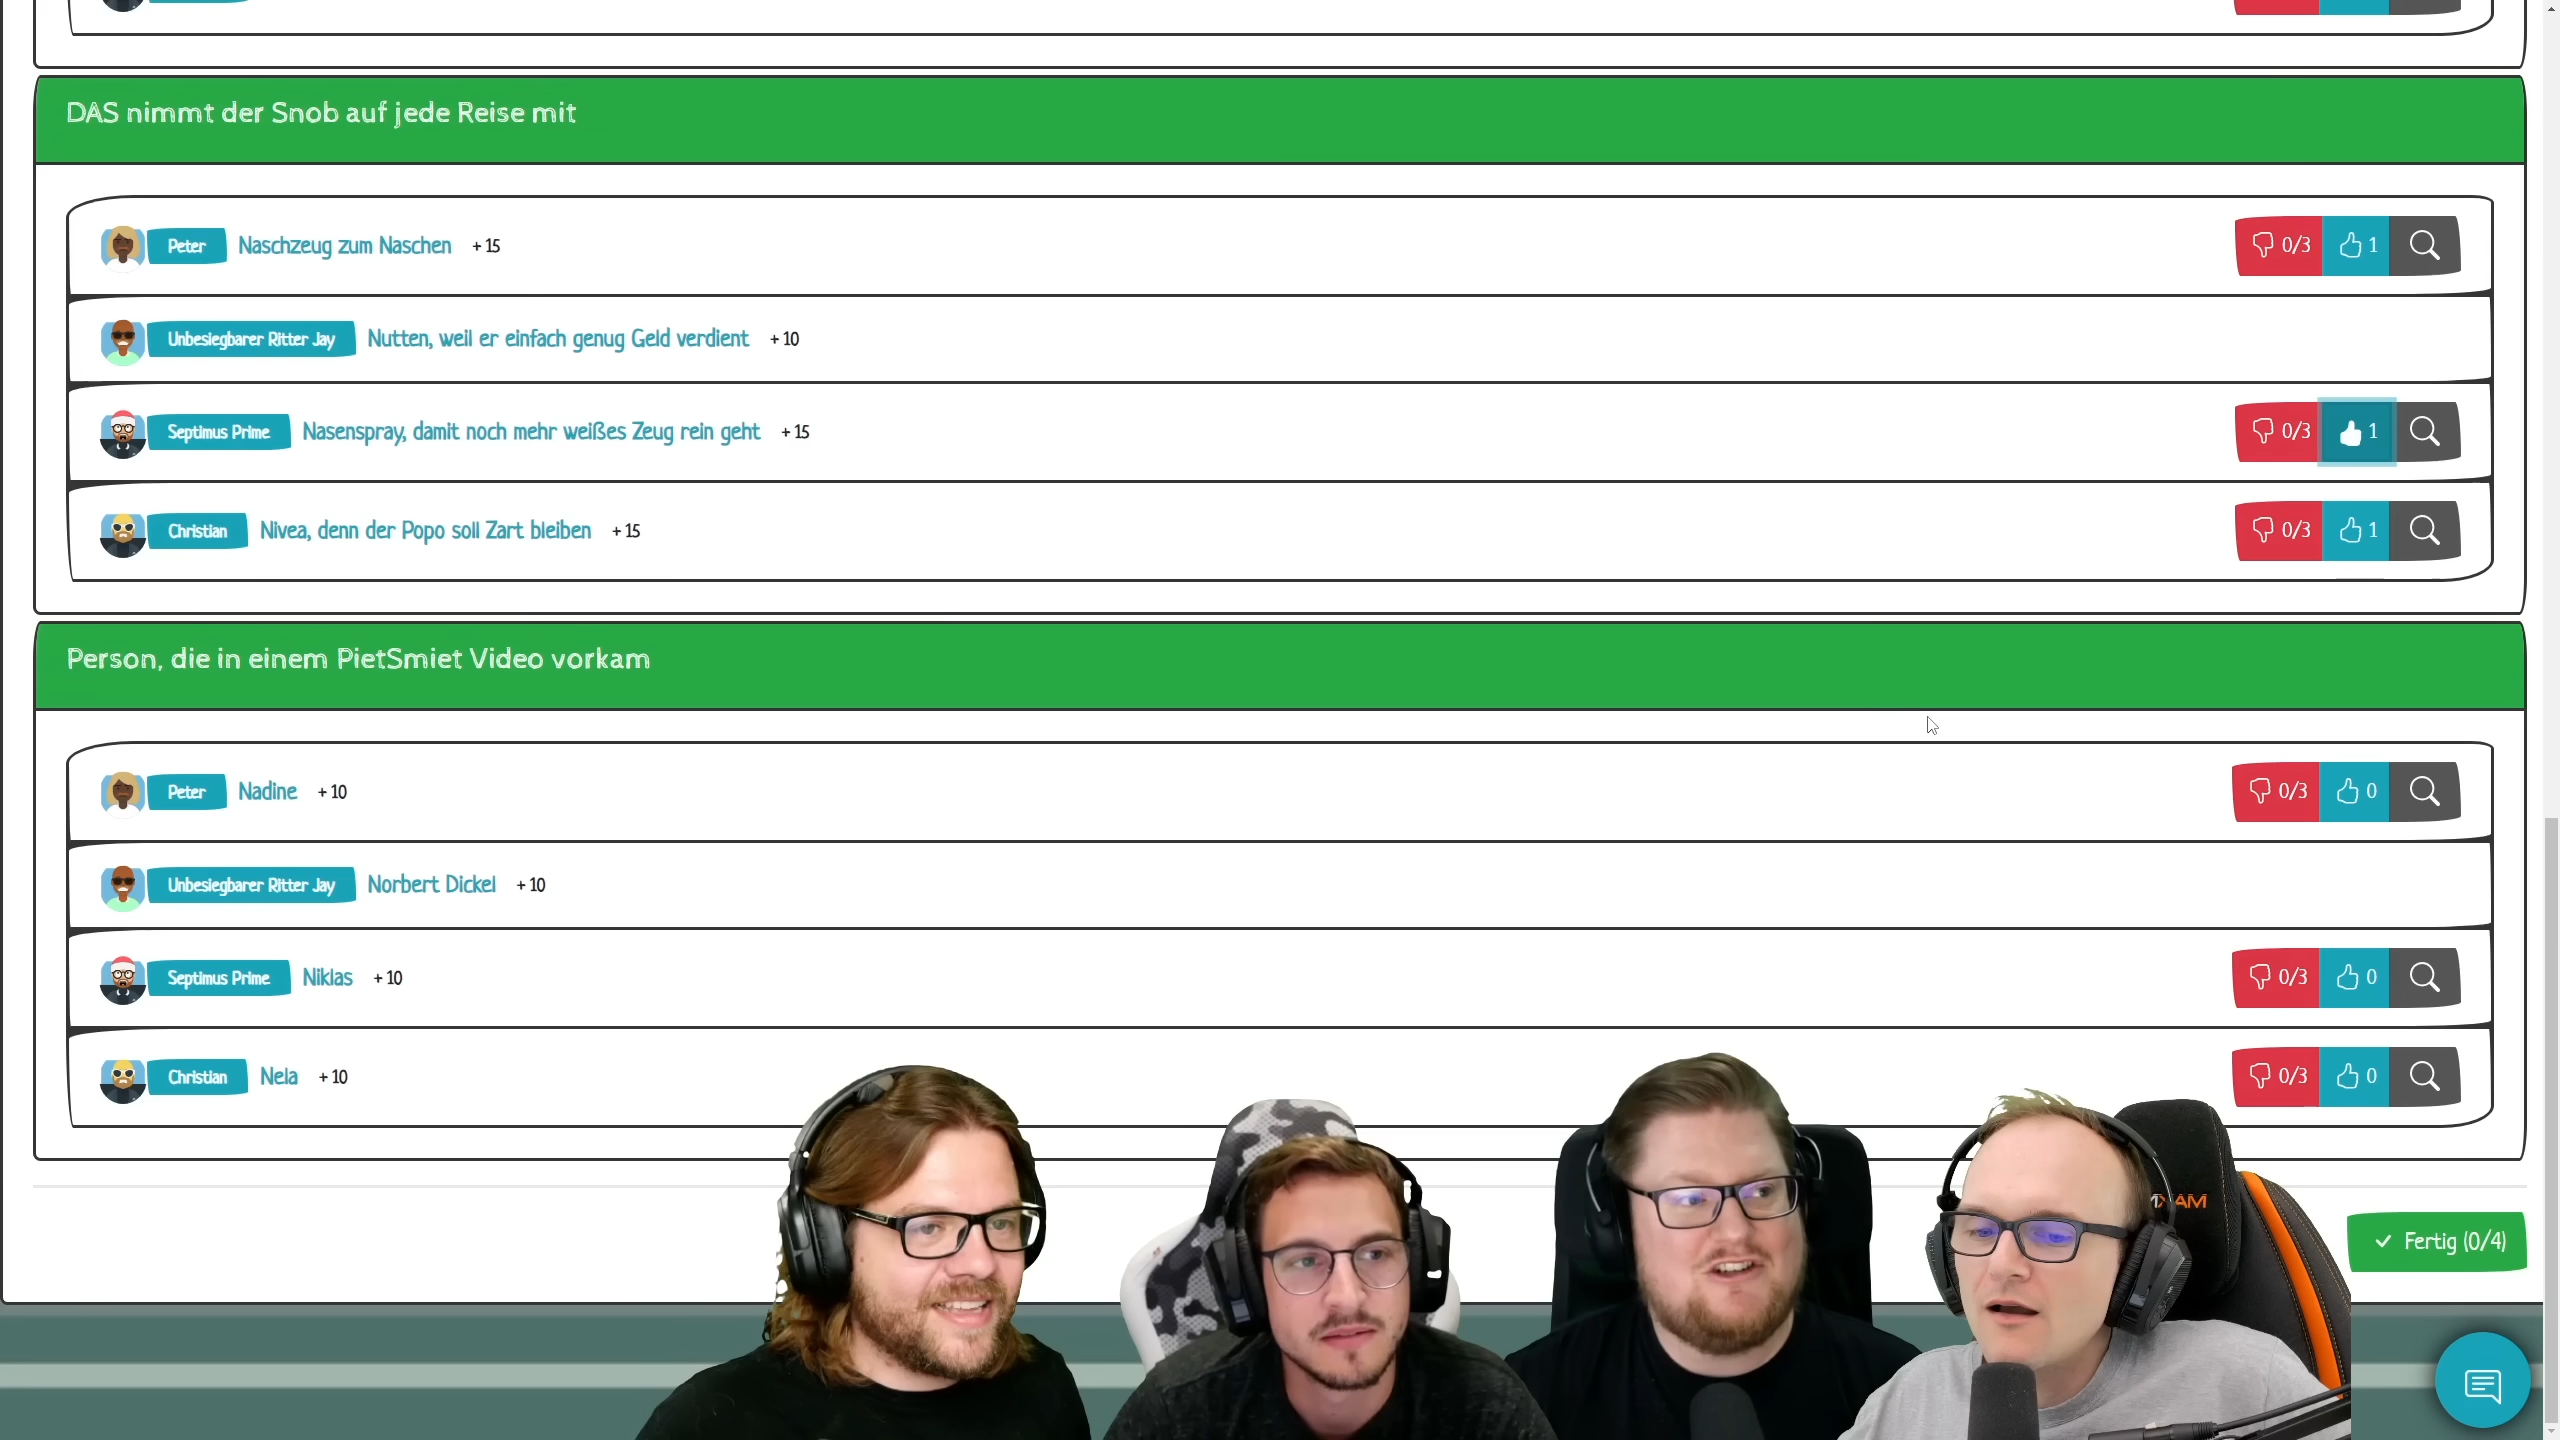 DAS nimmt der Snob auf jede Reise mit
Peter Naschzeug zum Naschen + 15 0/3 1
Unbesiegbarer Ritter Jay Nutten, weil er einfach genug Geld verdient + 10
Septimus Prime Nasenspray, damit noch mehr weißes Zeug rein geht + 15 0/3 1
Christian Nivea, denn der Popo soll Zart bleiben + 15 0/3 1
Person, die in einem PietSmiet Video vorkam
Peter Nadine + 10 0/3 0
Unbesiegbarer Ritter Jay Norbert Dickel + 10
Septimus Prime Niklas + 10 0/3 0
Christian Nela + 10 0/3 0
Fertig (0/4)